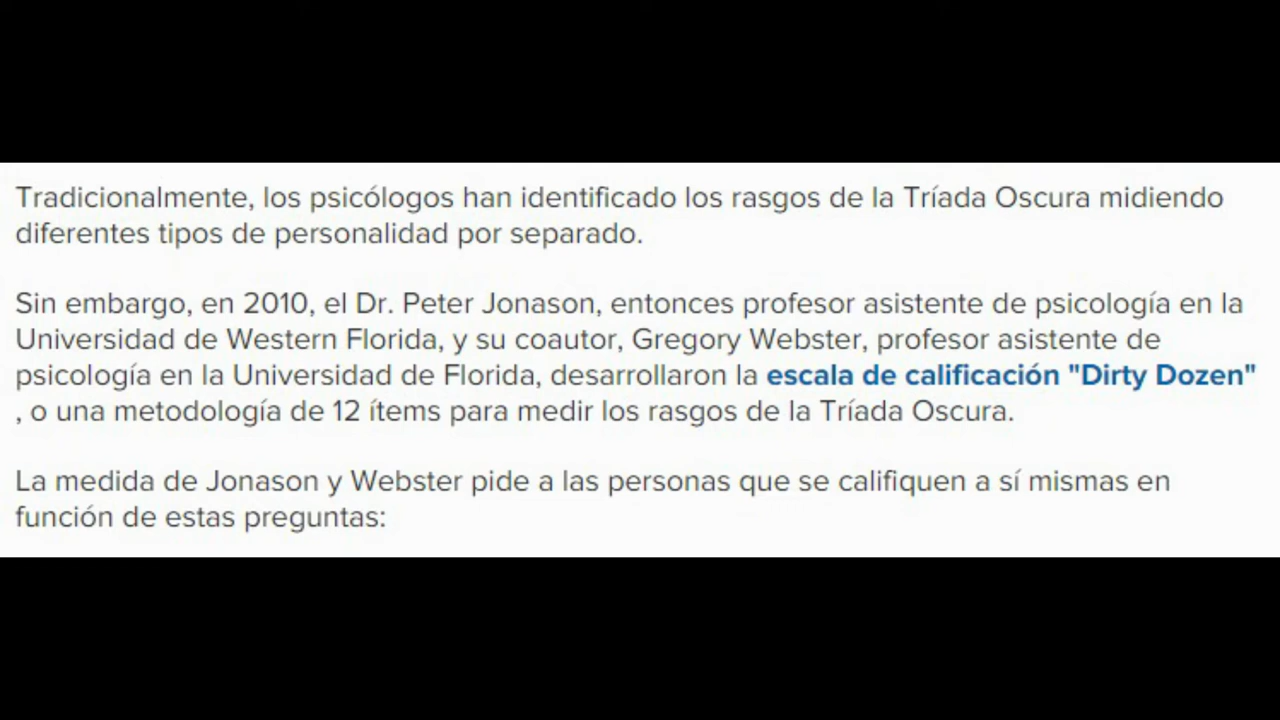 Tradicionalmente, los psicólogos han identificado los rasgos de la Tríada Oscura midiendo
diferentes tipos de personalidad por separado.
Sin embargo, en 2010, el Dr. Peter Jonason, entonces profesor asistente de psicología en la
Universidad de Western Florida, y su coautor, Gregory Webster, profesor asistente de
psicología en la Universidad de Florida, desarrollaron la escala de calificación "Dirty Dozen"
, o una metodología de 12 ítems para medir los rasgos de la Tríada Oscura.
La medida de Jonason y Webster pide a las personas que se califiquen a sí mismas en
función de estas preguntas: